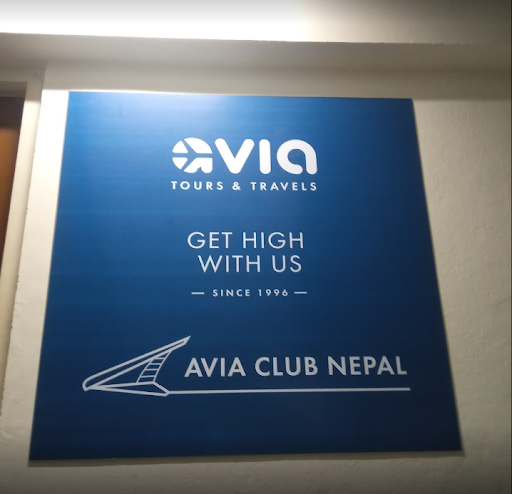 avia
TOURS & TRAVELS
GET HIGH
WITH US
— SINCE 1996 —
AVIA CLUB NEPAL